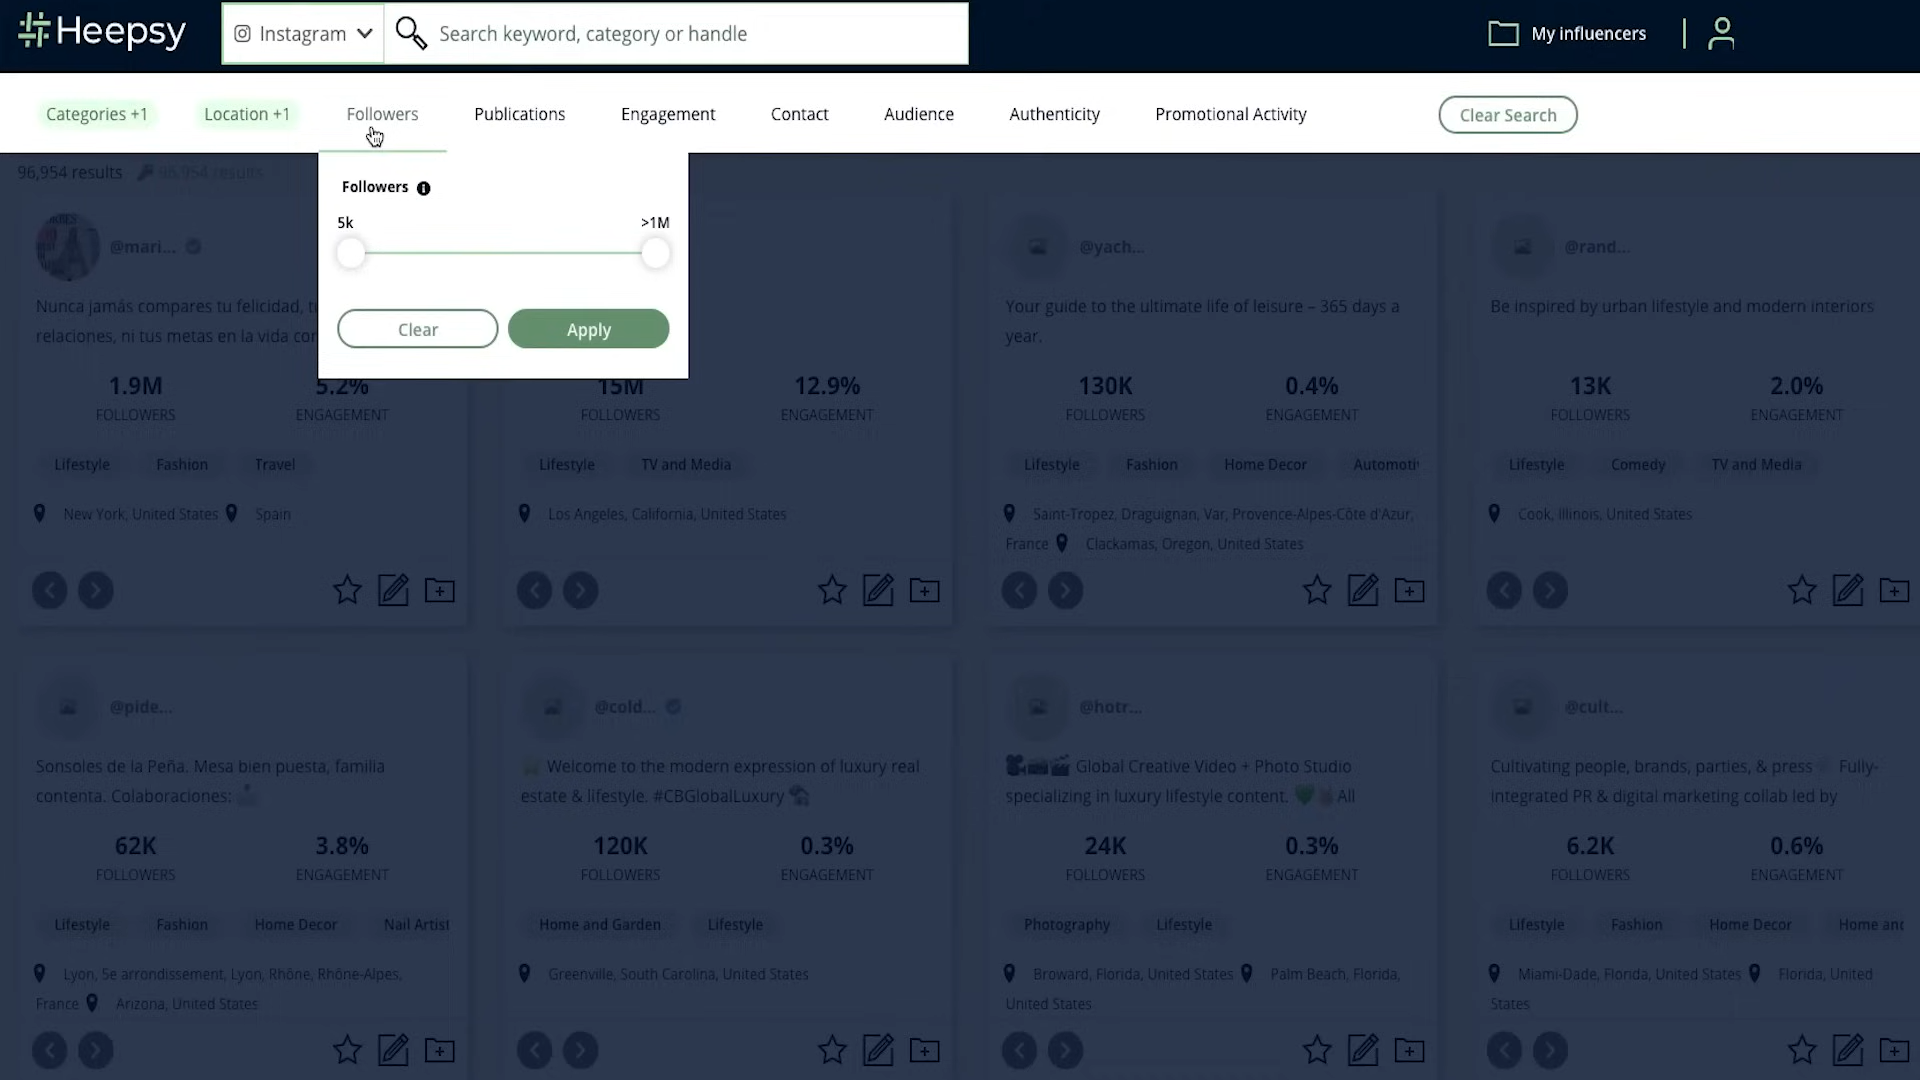 Heepsy
Instagram
Search keyword, category or handle
My influencers
Categories +1
Location +1
Followers
Publications
Engagement
Contact
Audience
Authenticity
Promotional Activity
Clear Search
96,954 results
96,954 results
Followers
5k
>1M
Clear
Apply
@mari...
Nunca jamás compares tu felicidad, tu
relaciones, ni tus metas en la vida con
1.9M
5.2%
FOLLOWERS
ENGAGEMENT
Lifestyle
Fashion
Travel
New York, United States
Spain
15M
12.9%
FOLLOWERS
ENGAGEMENT
Lifestyle
TV and Media
Los Angeles, California, United States
@yach...
Your guide to the ultimate life of leisure – 365 days a
year.
130K
0.4%
FOLLOWERS
ENGAGEMENT
Lifestyle
Fashion
Home Decor
Automoti
Saint-Tropez, Draguignan, Var, Provence-Alpes-Côte d'Azur,
France
Clackamas, Oregon, United States
@rand...
Be inspired by urban lifestyle and modern interiors
13K
2.0%
FOLLOWERS
ENGAGEMENT
Lifestyle
Comedy
TV and Media
Cook, Illinois, United States
@pide...
Sonsoles de la Peña. Mesa bien puesta, familia
contenta. Colaboraciones:
62K
3.8%
FOLLOWERS
ENGAGEMENT
Lifestyle
Fashion
Home Decor
Nail Artist
Lyon, 5e arrondissement, Lyon, Rhône, Rhône-Alpes,
France
Arizona, United States
@cold...
Welcome to the modern expression of luxury real
estate & lifestyle. #CBGlobalLuxury
120K
0.3%
FOLLOWERS
ENGAGEMENT
Home and Garden
Lifestyle
Greenville, South Carolina, United States
@hotr...
Global Creative Video + Photo Studio
specializing in luxury lifestyle content. 💚 All
24K
0.3%
FOLLOWERS
ENGAGEMENT
Photography
Lifestyle
Broward, Florida, United States
Palm Beach, Florida,
United States
@cult...
Cultivating people, brands, parties, & press Fully-
integrated PR & digital marketing collab led by
6.2K
0.6%
FOLLOWERS
ENGAGEMENT
Lifestyle
Fashion
Home Decor
Home and
Miami-Dade, Florida, United States
Florida, United
States